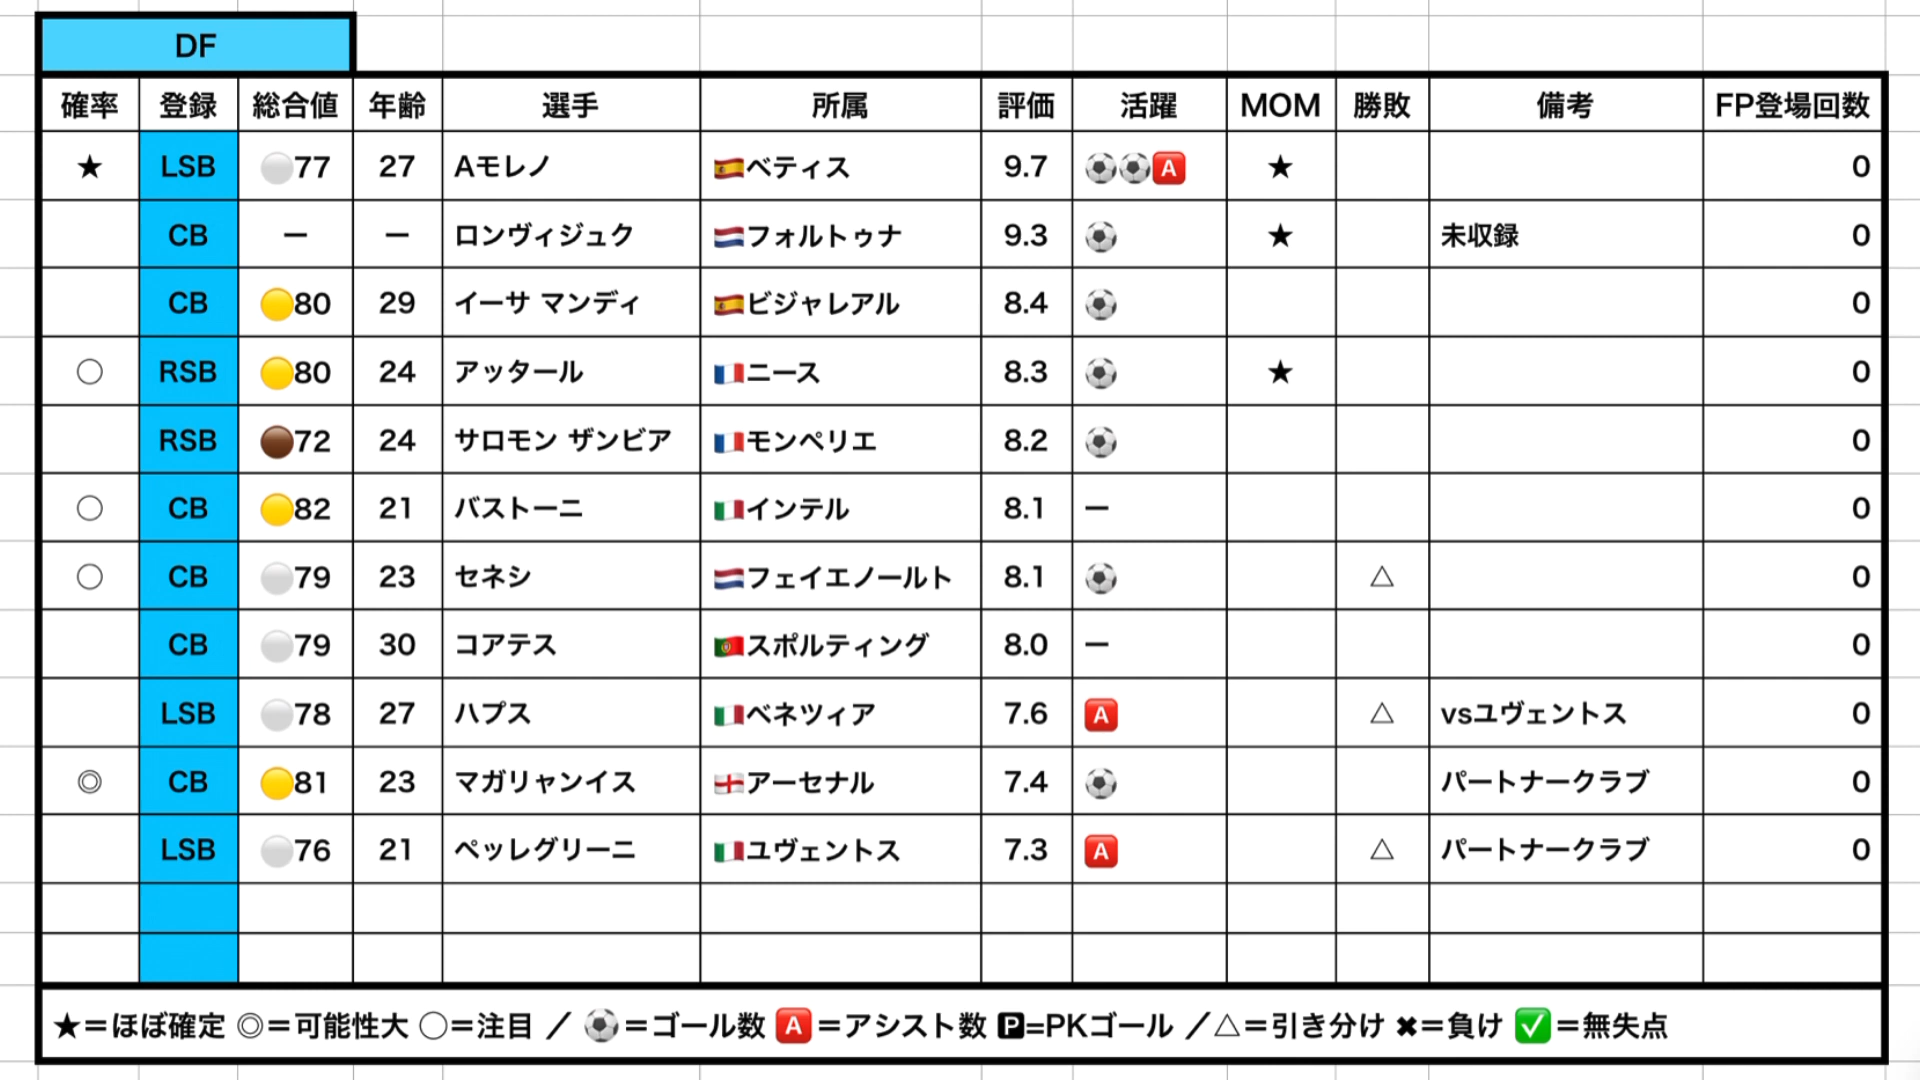 DF
確率 登録 総合値 年齢 選手 所属 評価 活躍 MOM 勝敗 備考 FP登場回数
★ LSB ⚪77 27 Aモレノ 🇪🇸ベティス 9.7 ⚽⚽🅰 ★ 0
CB ー ー ロンヴィジュク 🇳🇱フォルトゥナ 9.3 ⚽ ★ 未収録 0
CB 🟡80 29 イーサ マンディ 🇪🇸ビジャレアル 8.4 ⚽ 0
○ RSB 🟡80 24 アッタール 🇫🇷ニース 8.3 ⚽ ★ 0
RSB 🟤72 24 サロモン ザンビア 🇫🇷モンペリエ 8.2 ⚽ 0
○ CB 🟡82 21 バストーニ 🇮🇹インテル 8.1 ー 0
○ CB ⚪79 23 セネシ 🇳🇱フェイエノールト 8.1 ⚽ △ 0
CB ⚪79 30 コアテス 🇵🇹スポルティング 8.0 ー 0
LSB ⚪78 27 ハプス 🇮🇹ベネツィア 7.6 🅰 △ vsユヴェントス 0
◎ CB 🟡81 23 マガリャンイス 🏴󠁧󠁢󠁥󠁮󠁧󠁿アーセナル 7.4 ⚽ パートナークラブ 0
LSB ⚪76 21 ペッレグリーニ 🇮🇹ユヴェントス 7.3 🅰 △ パートナークラブ 0
★＝ほぼ確定 ◎＝可能性大 ○＝注目 ／ ⚽＝ゴール数 🅰＝アシスト数 🅿=PKゴール ／△＝引き分け ✖＝負け ✅＝無失点